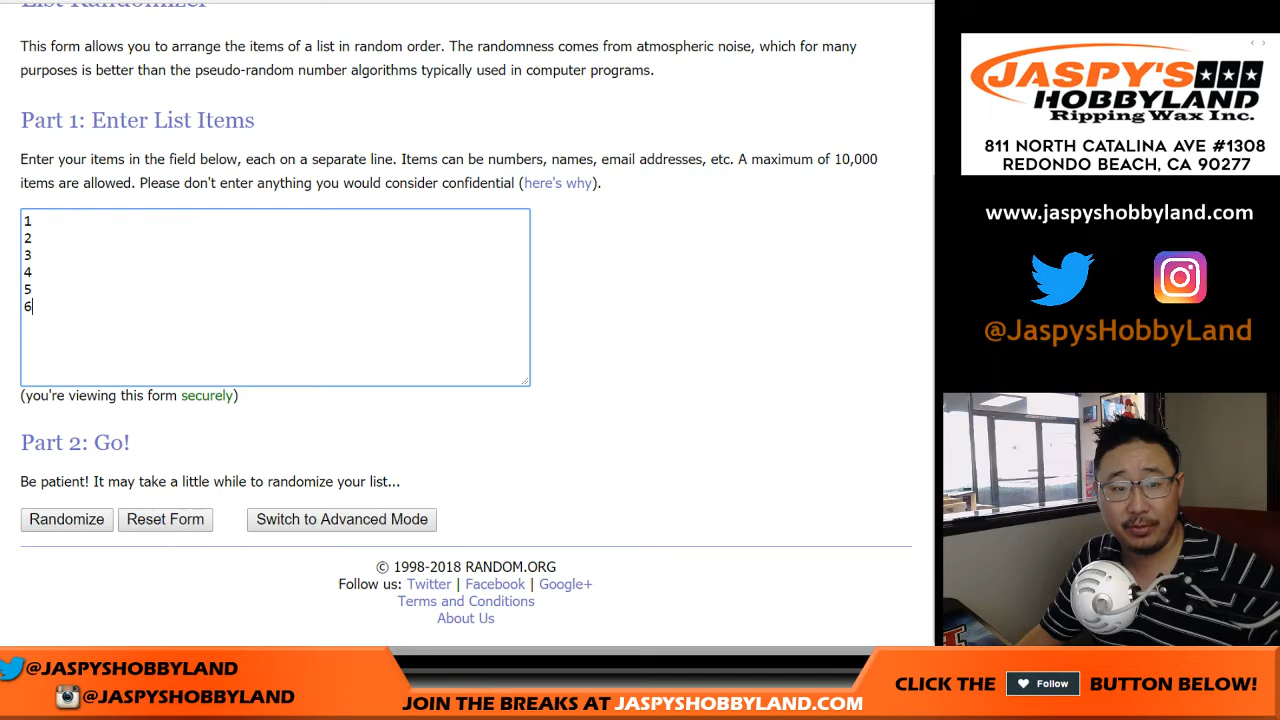 List Randomizer
This form allows you to arrange the items of a list in random order. The randomness comes from atmospheric noise, which for many
purposes is better than the pseudo-random number algorithms typically used in computer programs.
Part 1: Enter List Items
Enter your items in the field below, each on a separate line. Items can be numbers, names, email addresses, etc. A maximum of 10,000
items are allowed. Please don't enter anything you would consider confidential (here's why).
1
2
3
4
5
6
(you're viewing this form securely)
Part 2: Go!
Be patient! It may take a little while to randomize your list...
Randomize Reset Form Switch to Advanced Mode
© 1998-2018 RANDOM.ORG
Follow us: Twitter | Facebook | Google+
Terms and Conditions
About Us
JASPY'S
HOBBYLAND
Ripping Wax Inc.
811 NORTH CATALINA AVE #1308
REDONDO BEACH, CA 90277
www.jaspyshobbyland.com
@JaspysHobbyLand
@JASPYSHOBBYLAND
@JASPYSHOBBYLAND
JOIN THE BREAKS AT JASPYSHOBBYLAND.COM
CLICK THE Follow BUTTON BELOW!